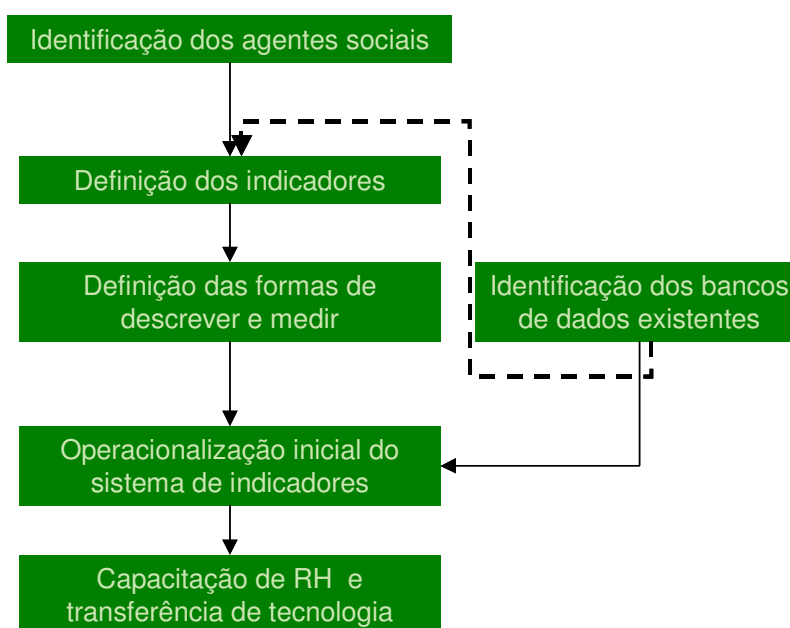 Identificação dos agentes sociais
Definição dos indicadores
Definição das formas de
descrever e medir
Identificação dos bancos
de dados existentes
Operacionalização inicial do
sistema de indicadores
Capacitação de RH e
transferência de tecnologia